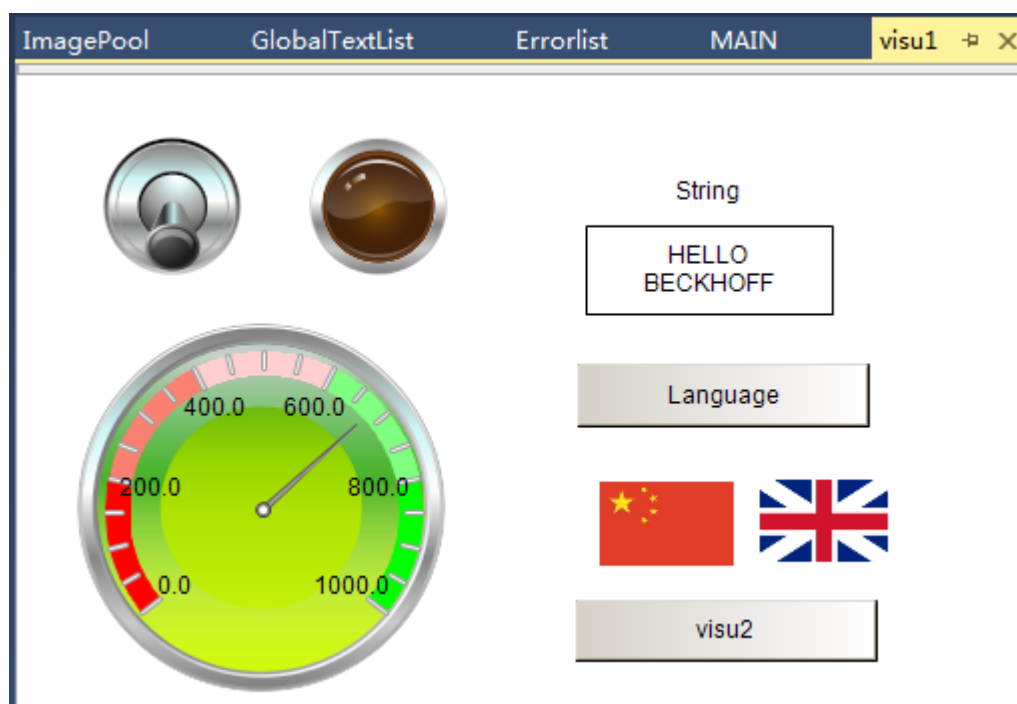 ImagePool GlobalTextList Errorlist MAIN visu1
String
HELLO
BECKHOFF
Language
400.0 600.0
200.0 800.0
0.0 1000.0
visu2